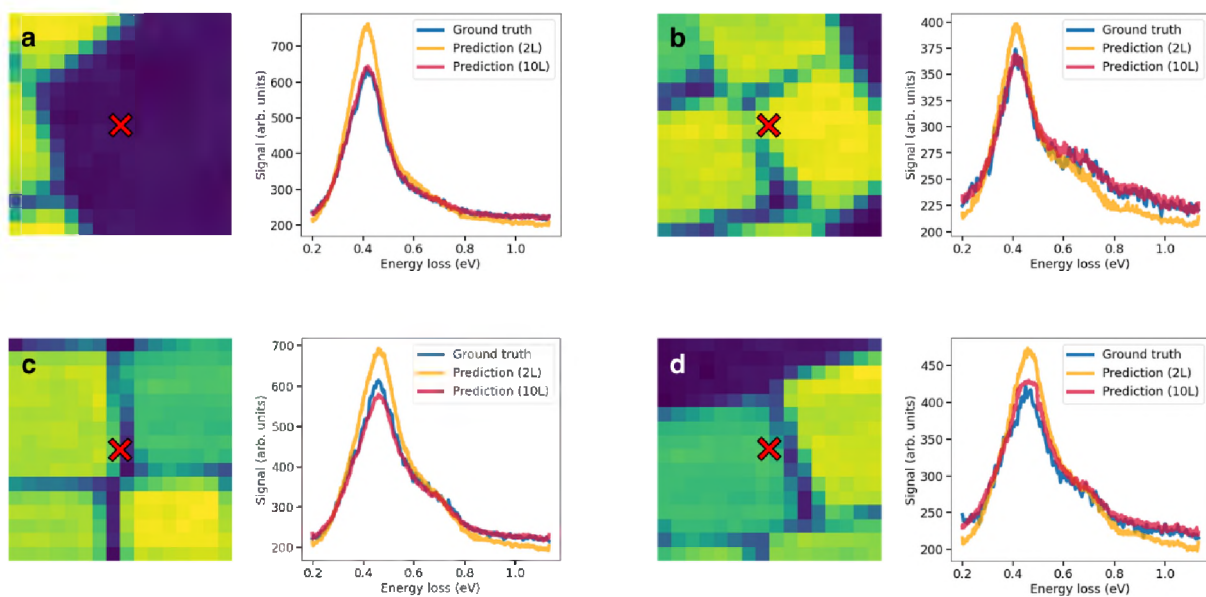 a
700
600
500
400
300
200
Signal (arb. units)
Ground truth
Prediction (2L)
Prediction (10L)
0.2 0.4 0.6 0.8 1.0
Energy loss (eV)
b
400
375
350
325
300
275
250
225
200
Signal (arb. units)
Ground truth
Prediction (2L)
Prediction (10L)
0.2 0.4 0.6 0.8 1.0
Energy loss (eV)
c
700
600
500
400
300
200
Signal (arb. units)
Ground truth
Prediction (2L)
Prediction (10L)
0.2 0.4 0.6 0.8 1.0
Energy loss (eV)
d
450
400
350
300
250
200
Signal (arb. units)
Ground truth
Prediction (2L)
Prediction (10L)
0.2 0.4 0.6 0.8 1.0
Energy loss (eV)